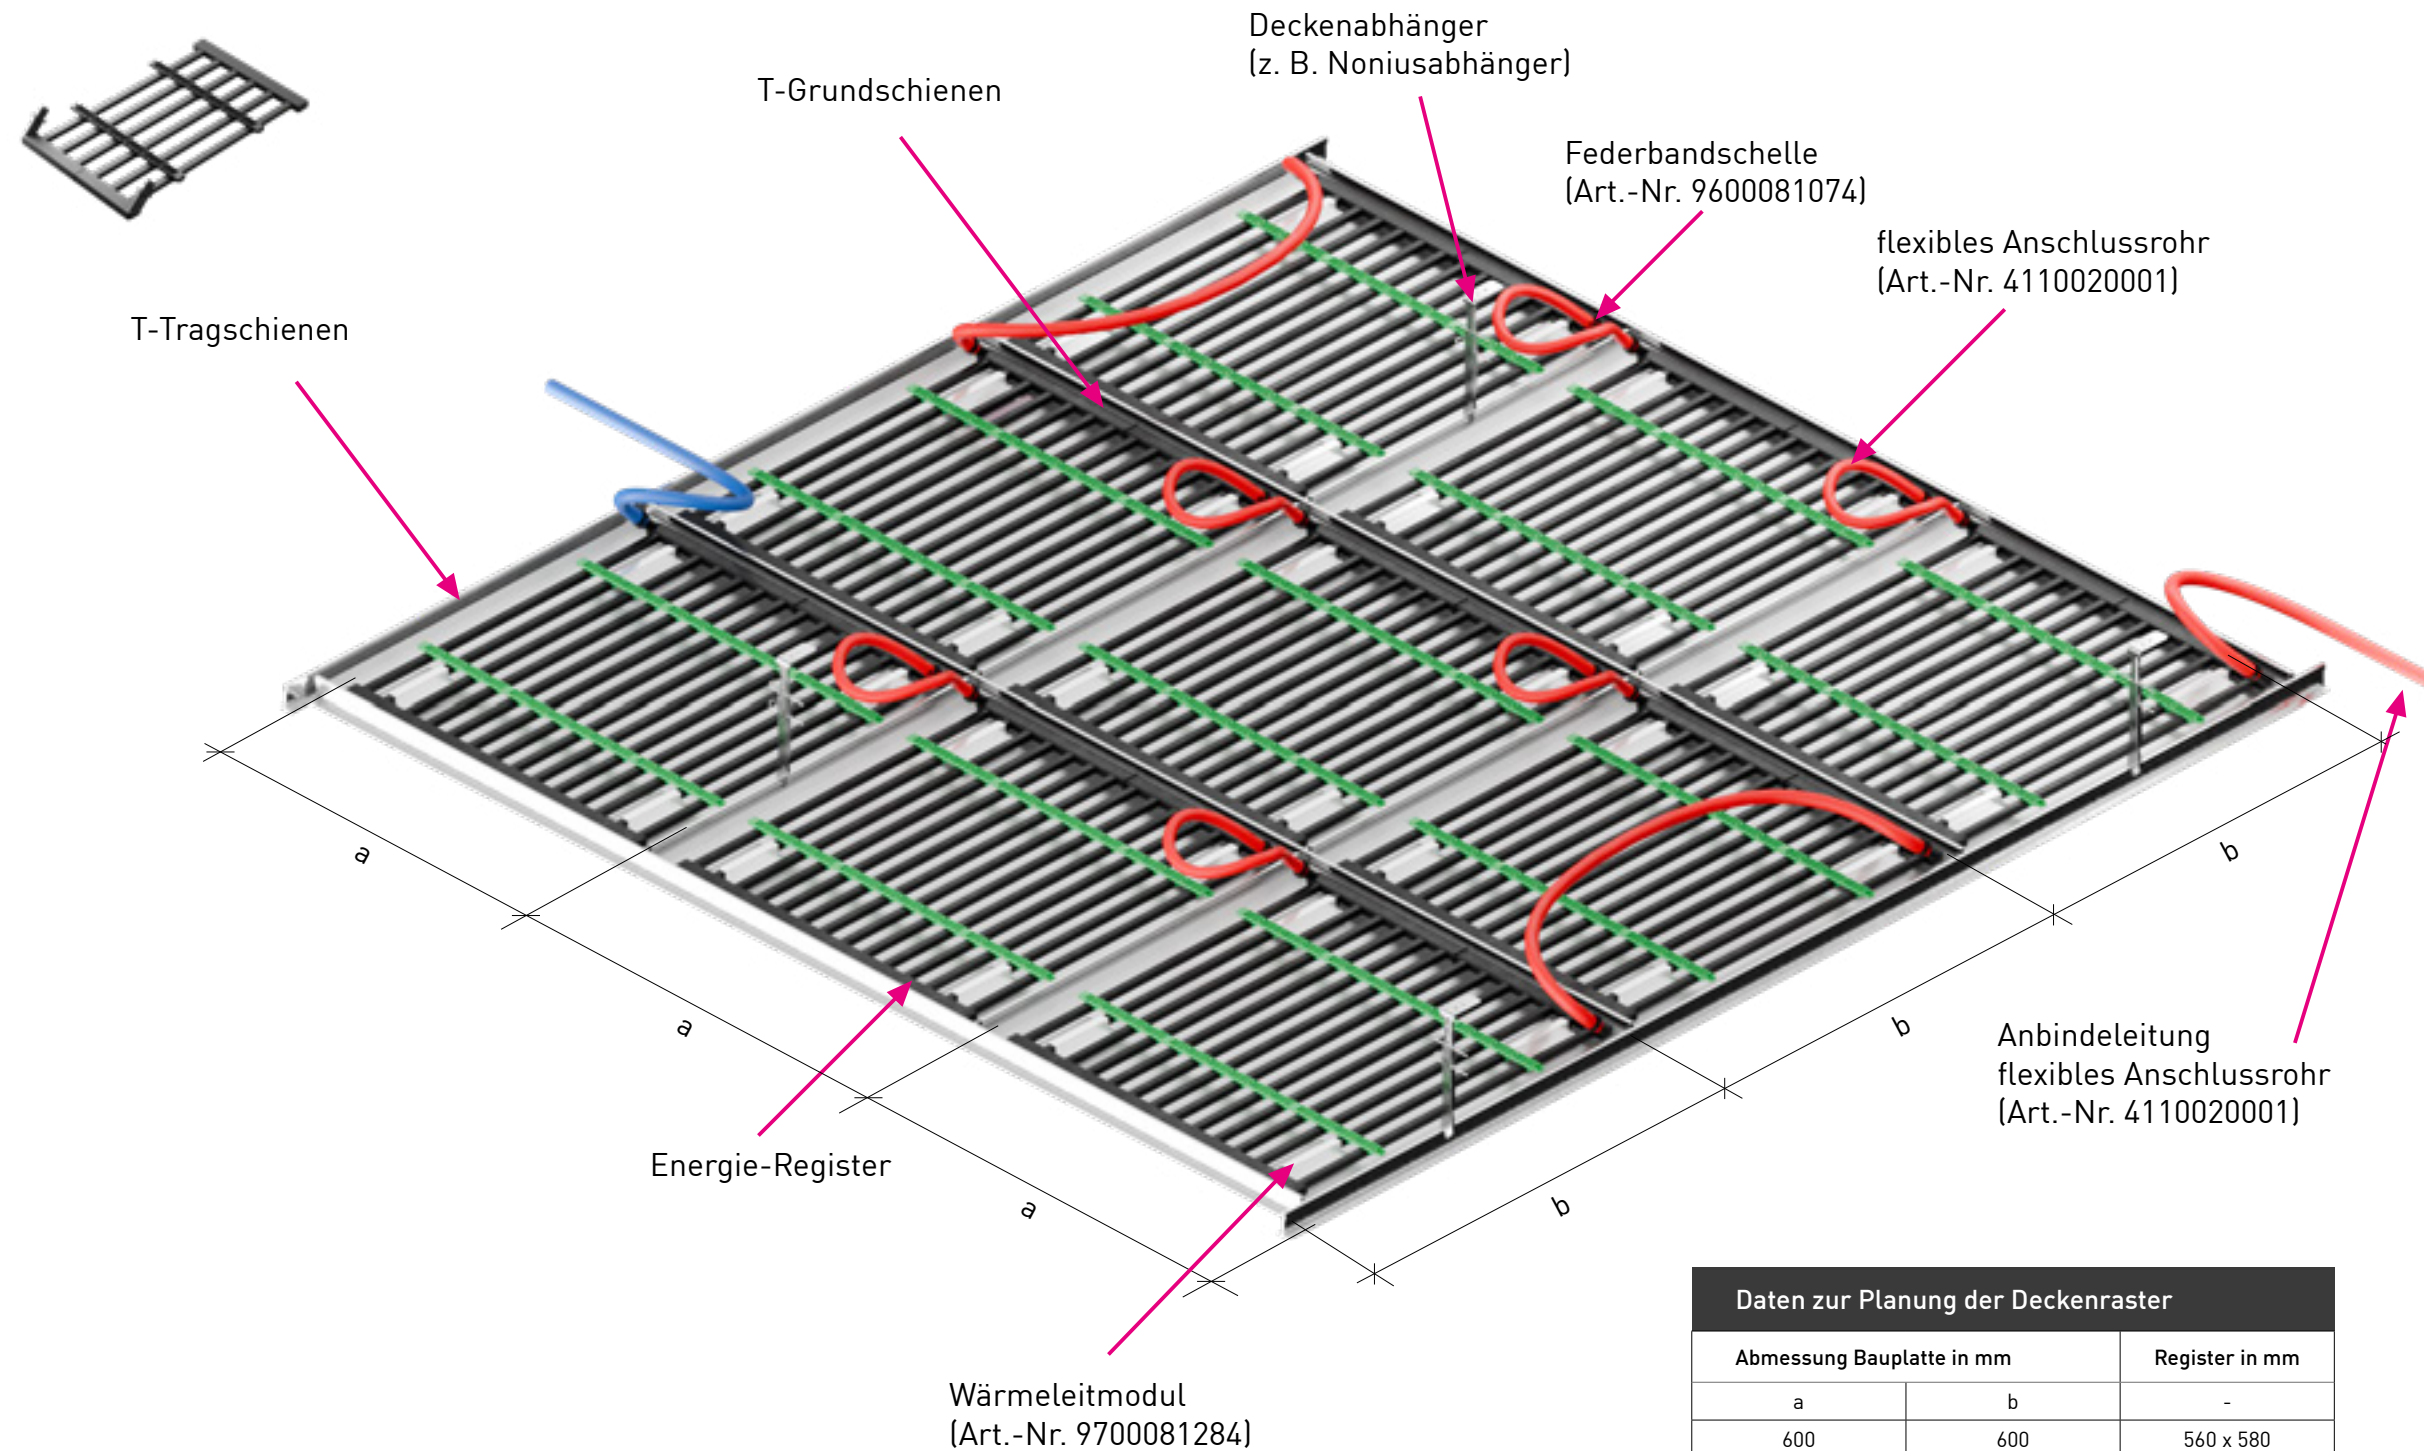 Deckenabhänger
(z. B. Noniusabhänger)
T-Grundschienen
Federbandschelle
(Art.-Nr. 9600081074)
flexibles Anschlussrohr
(Art.-Nr. 4110020001)
T-Tragschienen
a
a
a
b
b
b
Energie-Register
Anbindeleitung
flexibles Anschlussrohr
(Art.-Nr. 4110020001)
Wärmeleitmodul
(Art.-Nr. 9700081284)
Daten zur Planung der Deckenraster
Abmessung Bauplatte in mm Register in mm
a b -
600 600 560 x 580